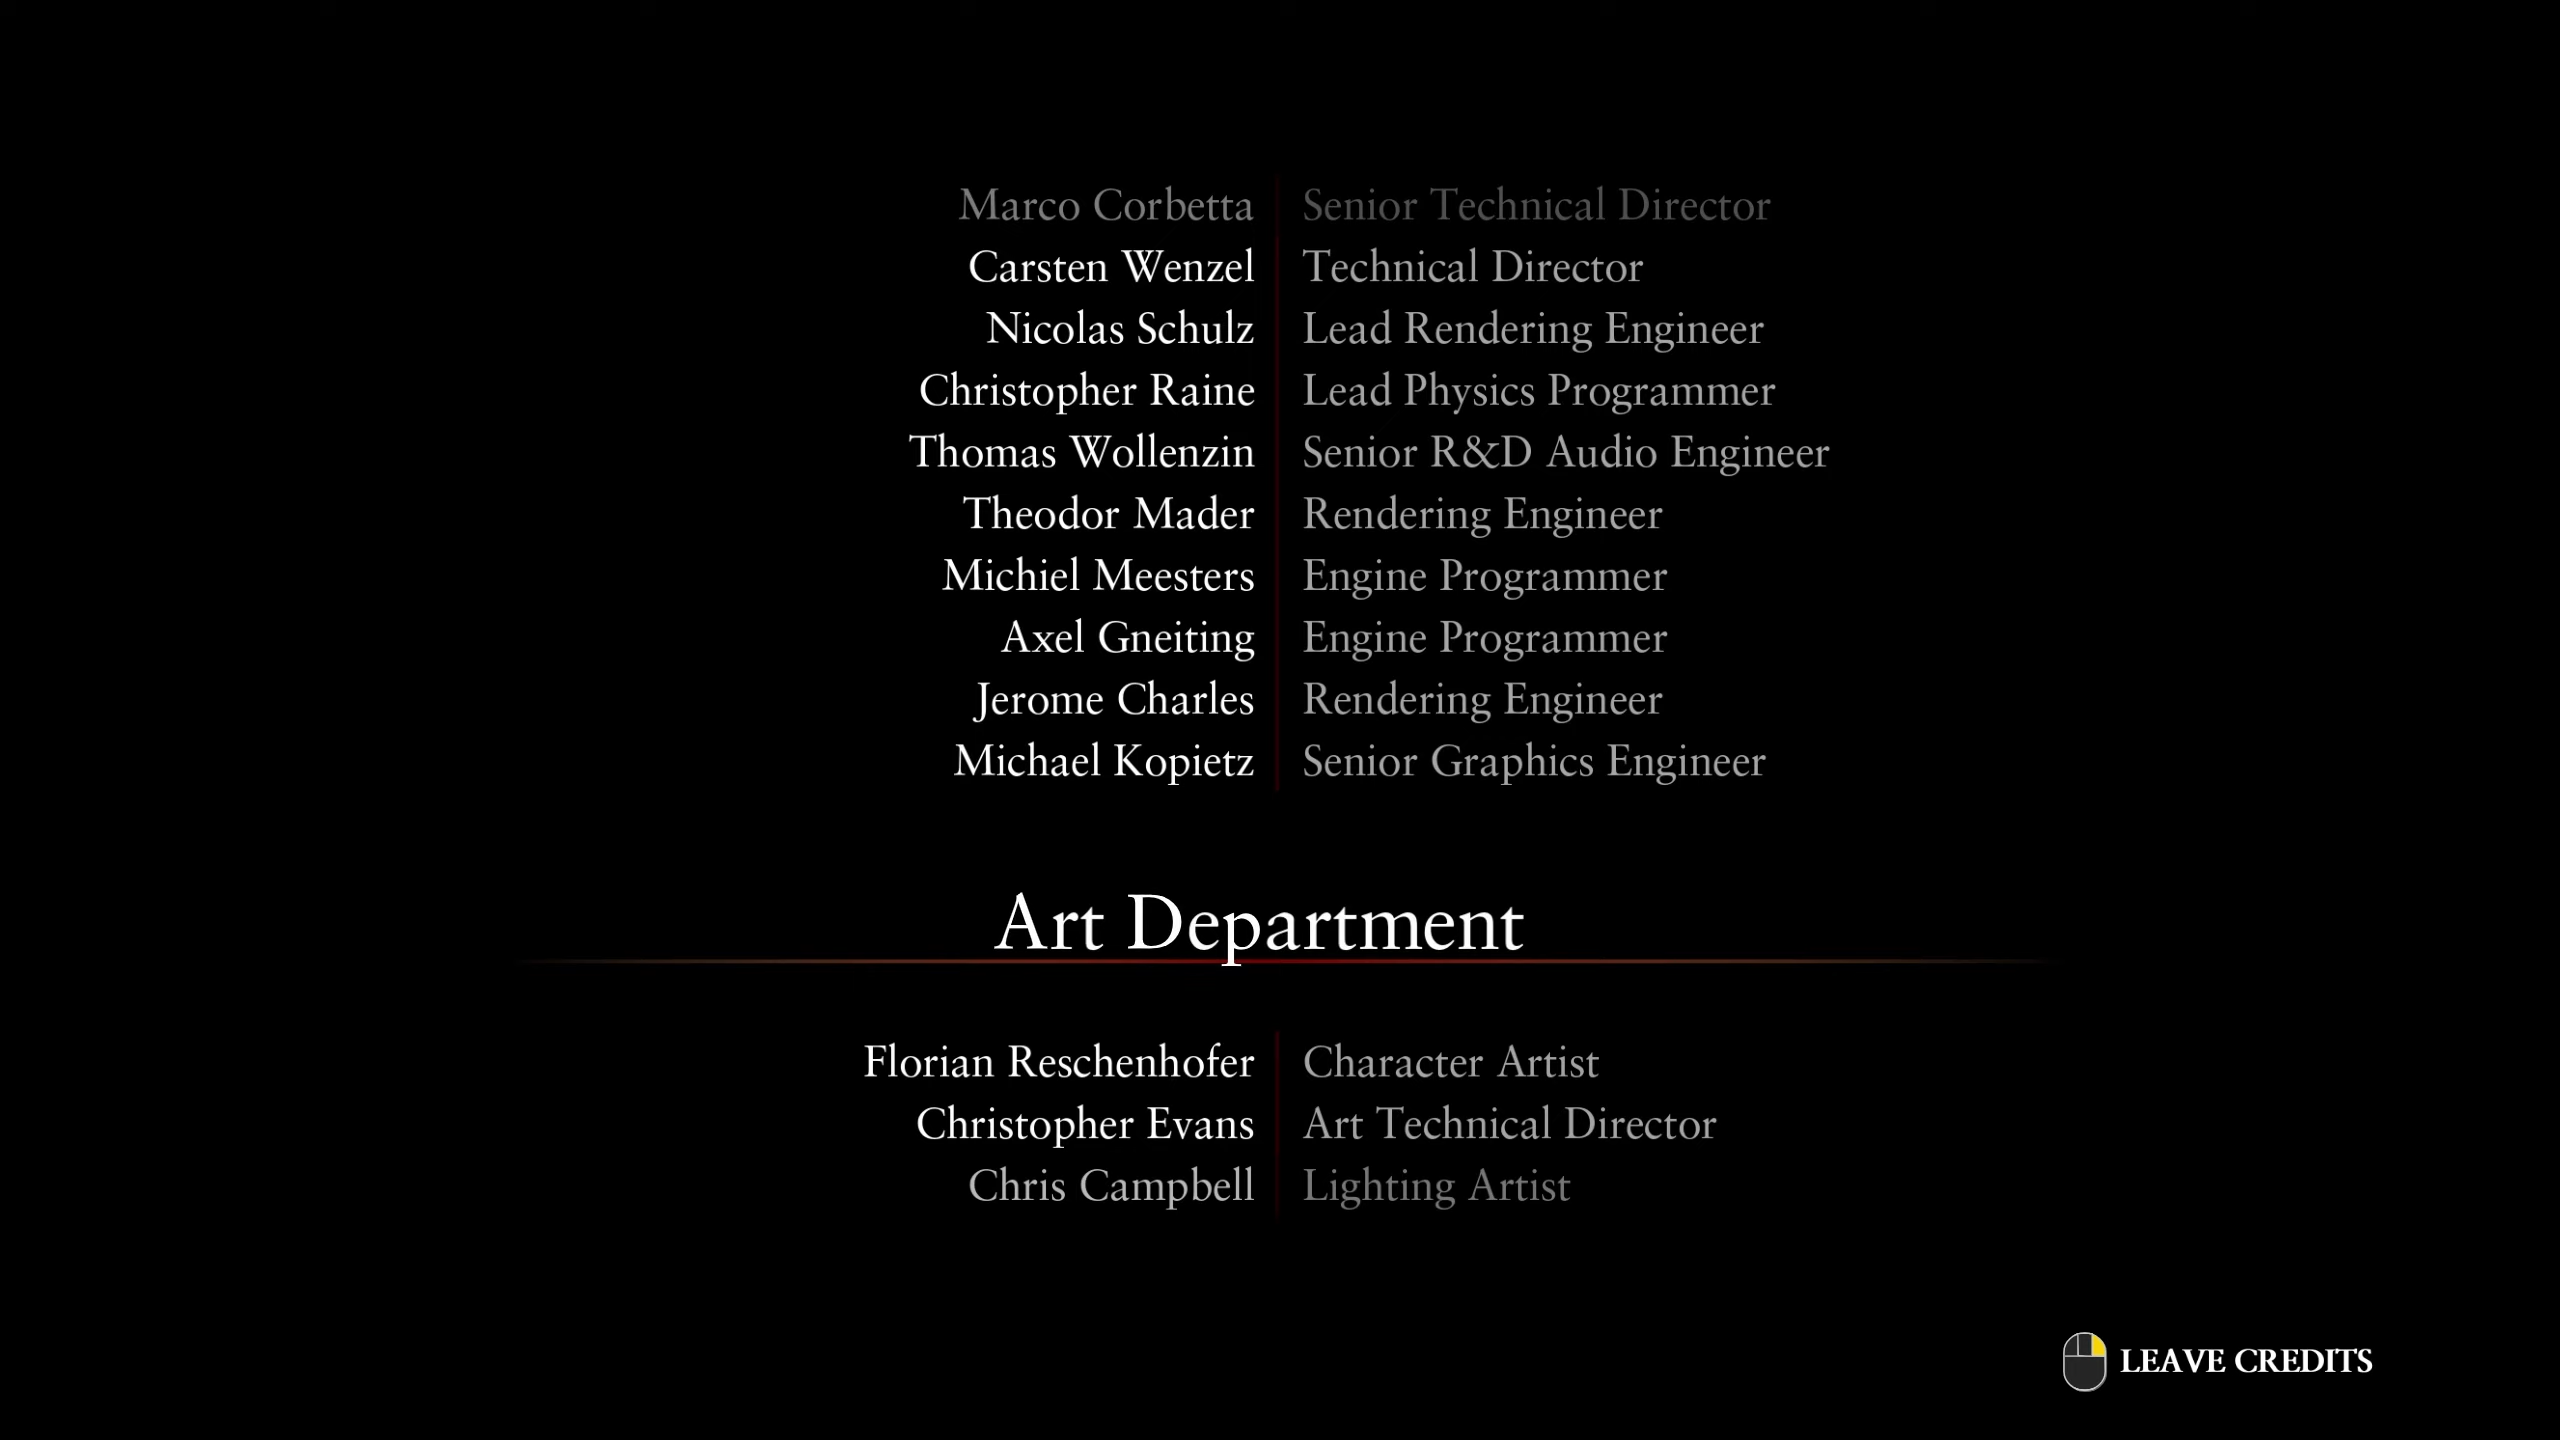 Marco Corbetta Senior Technical Director
Carsten Wenzel Technical Director
Nicolas Schulz Lead Rendering Engineer
Christopher Raine Lead Physics Programmer
Thomas Wollenzin Senior R&D Audio Engineer
Theodor Mader Rendering Engineer
Michiel Meesters Engine Programmer
Axel Gneiting Engine Programmer
Jerome Charles Rendering Engineer
Michael Kopietz Senior Graphics Engineer
Art Department
Florian Reschenhofer Character Artist
Christopher Evans Art Technical Director
Chris Campbell Lighting Artist
LEAVE CREDITS